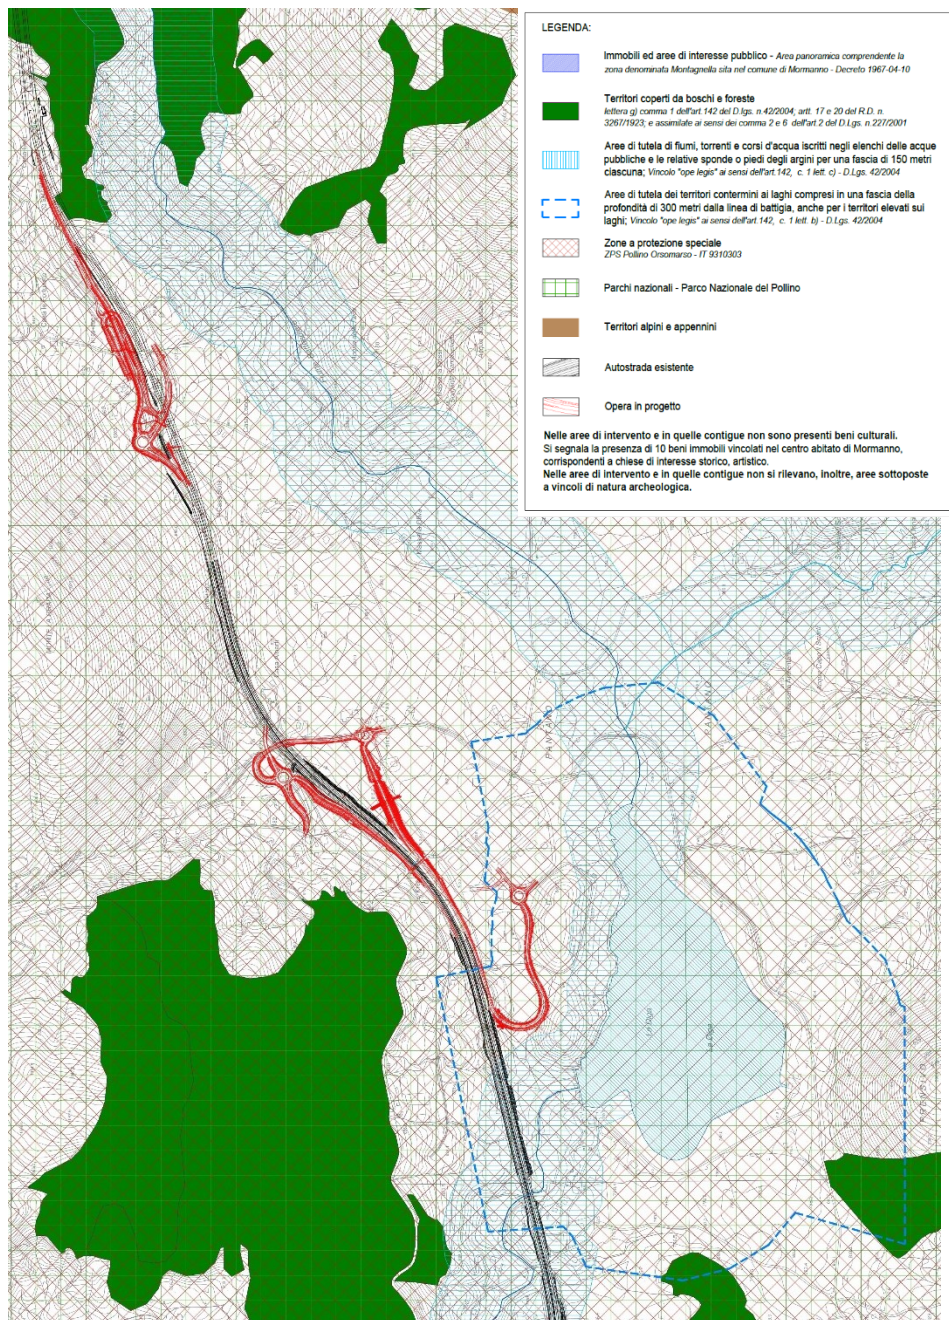 LEGENDA:
Immobili ed aree di interesse pubblico - Area panoramica comprendente la
zona denominata Montagnella sita nel comune di Mormanno - Decreto 1967-04-10
Territori coperti da boschi e foreste
lettera g) comma 1 dell'art.142 del D.lgs. n.42/2004; artt. 17 e 20 del R.D. n.
3267/1923; e assimilate ai sensi dei comma 2 e 6 dell'art.2 del D.Lgs. n.227/2001
Aree di tutela di fiumi, torrenti e corsi d'acqua iscritti negli elenchi delle acque
pubbliche e le relative sponde o piedi degli argini per una fascia di 150 metri
ciascuna; Vincolo "ope legis" ai sensi dell'art.142, c. 1 lett. c) - D.Lgs. 42/2004
Aree di tutela dei territori contermini ai laghi compresi in una fascia della
profondità di 300 metri dalla linea di battigia, anche per i territori elevati sui
laghi; Vincolo "ope legis" ai sensi dell'art.142, c. 1 lett. b) - D.Lgs. 42/2004
Zone a protezione speciale
ZPS Pollino Orsomarso - IT 9310303
Parchi nazionali - Parco Nazionale del Pollino
Territori alpini e appennini
Autostrada esistente
Opera in progetto
Nelle aree di intervento e in quelle contigue non sono presenti beni culturali.
Si segnala la presenza di 10 beni immobili vincolati nel centro abitato di Mormanno,
corrispondenti a chiese di interesse storico, artistico.
Nelle aree di intervento e in quelle contigue non si rilevano, inoltre, aree sottoposte
a vincoli di natura archeologica.
PANTANO
La Diga
La Diga